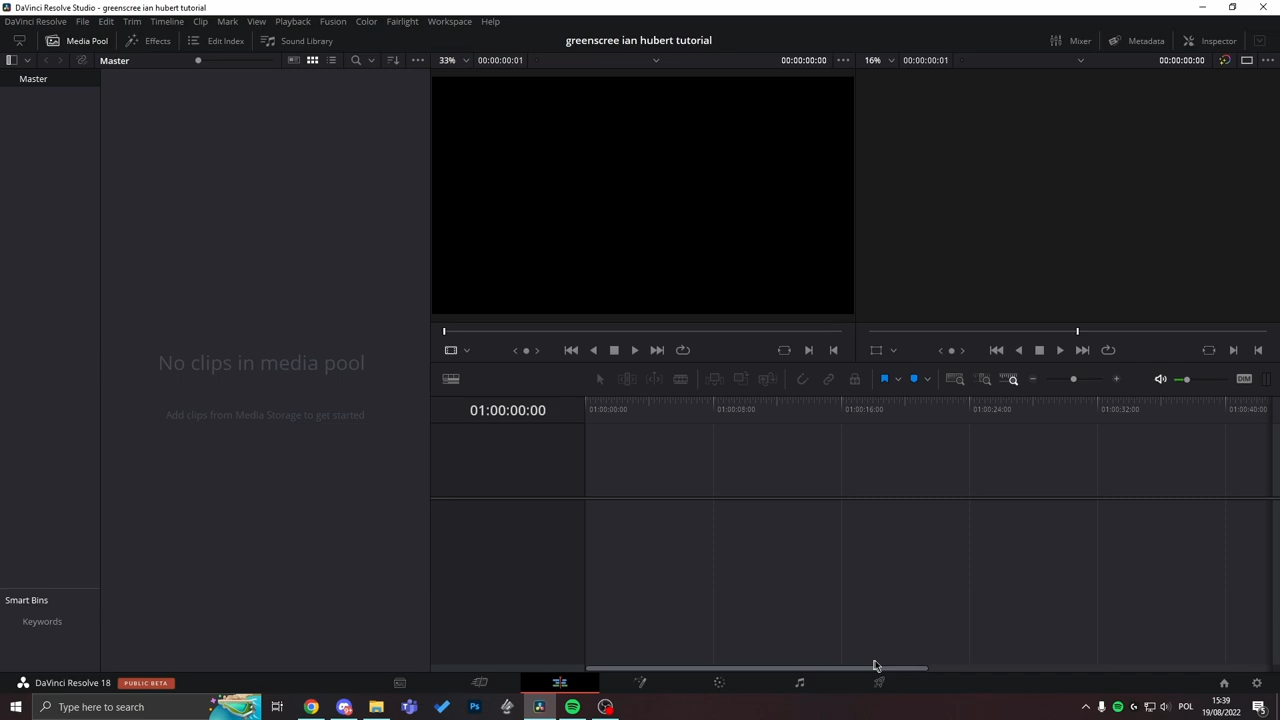 DaVinci Resolve Studio - greenscree ian hubert tutorial
DaVinci Resolve File Edit Trim Timeline Clip Mark View Playback Fusion Color Fairlight Workspace Help
Media Pool Effects Edit Index Sound Library greenscree ian hubert tutorial Mixer Metadata Inspector
Master 33% 00:00:00:01 00:00:00:00 16% 00:00:00:01 00:00:00:00
Master
No clips in media pool
Add clips from Media Storage to get started
DIM
01:00:00:00 01:00:00:00 01:00:08:00 01:00:16:00 01:00:24:00 01:00:32:00 01:00:40:00
Smart Bins
Keywords
DaVinci Resolve 18 PUBLIC BETA
Type here to search Ps POL 15:39
19/08/2022 5